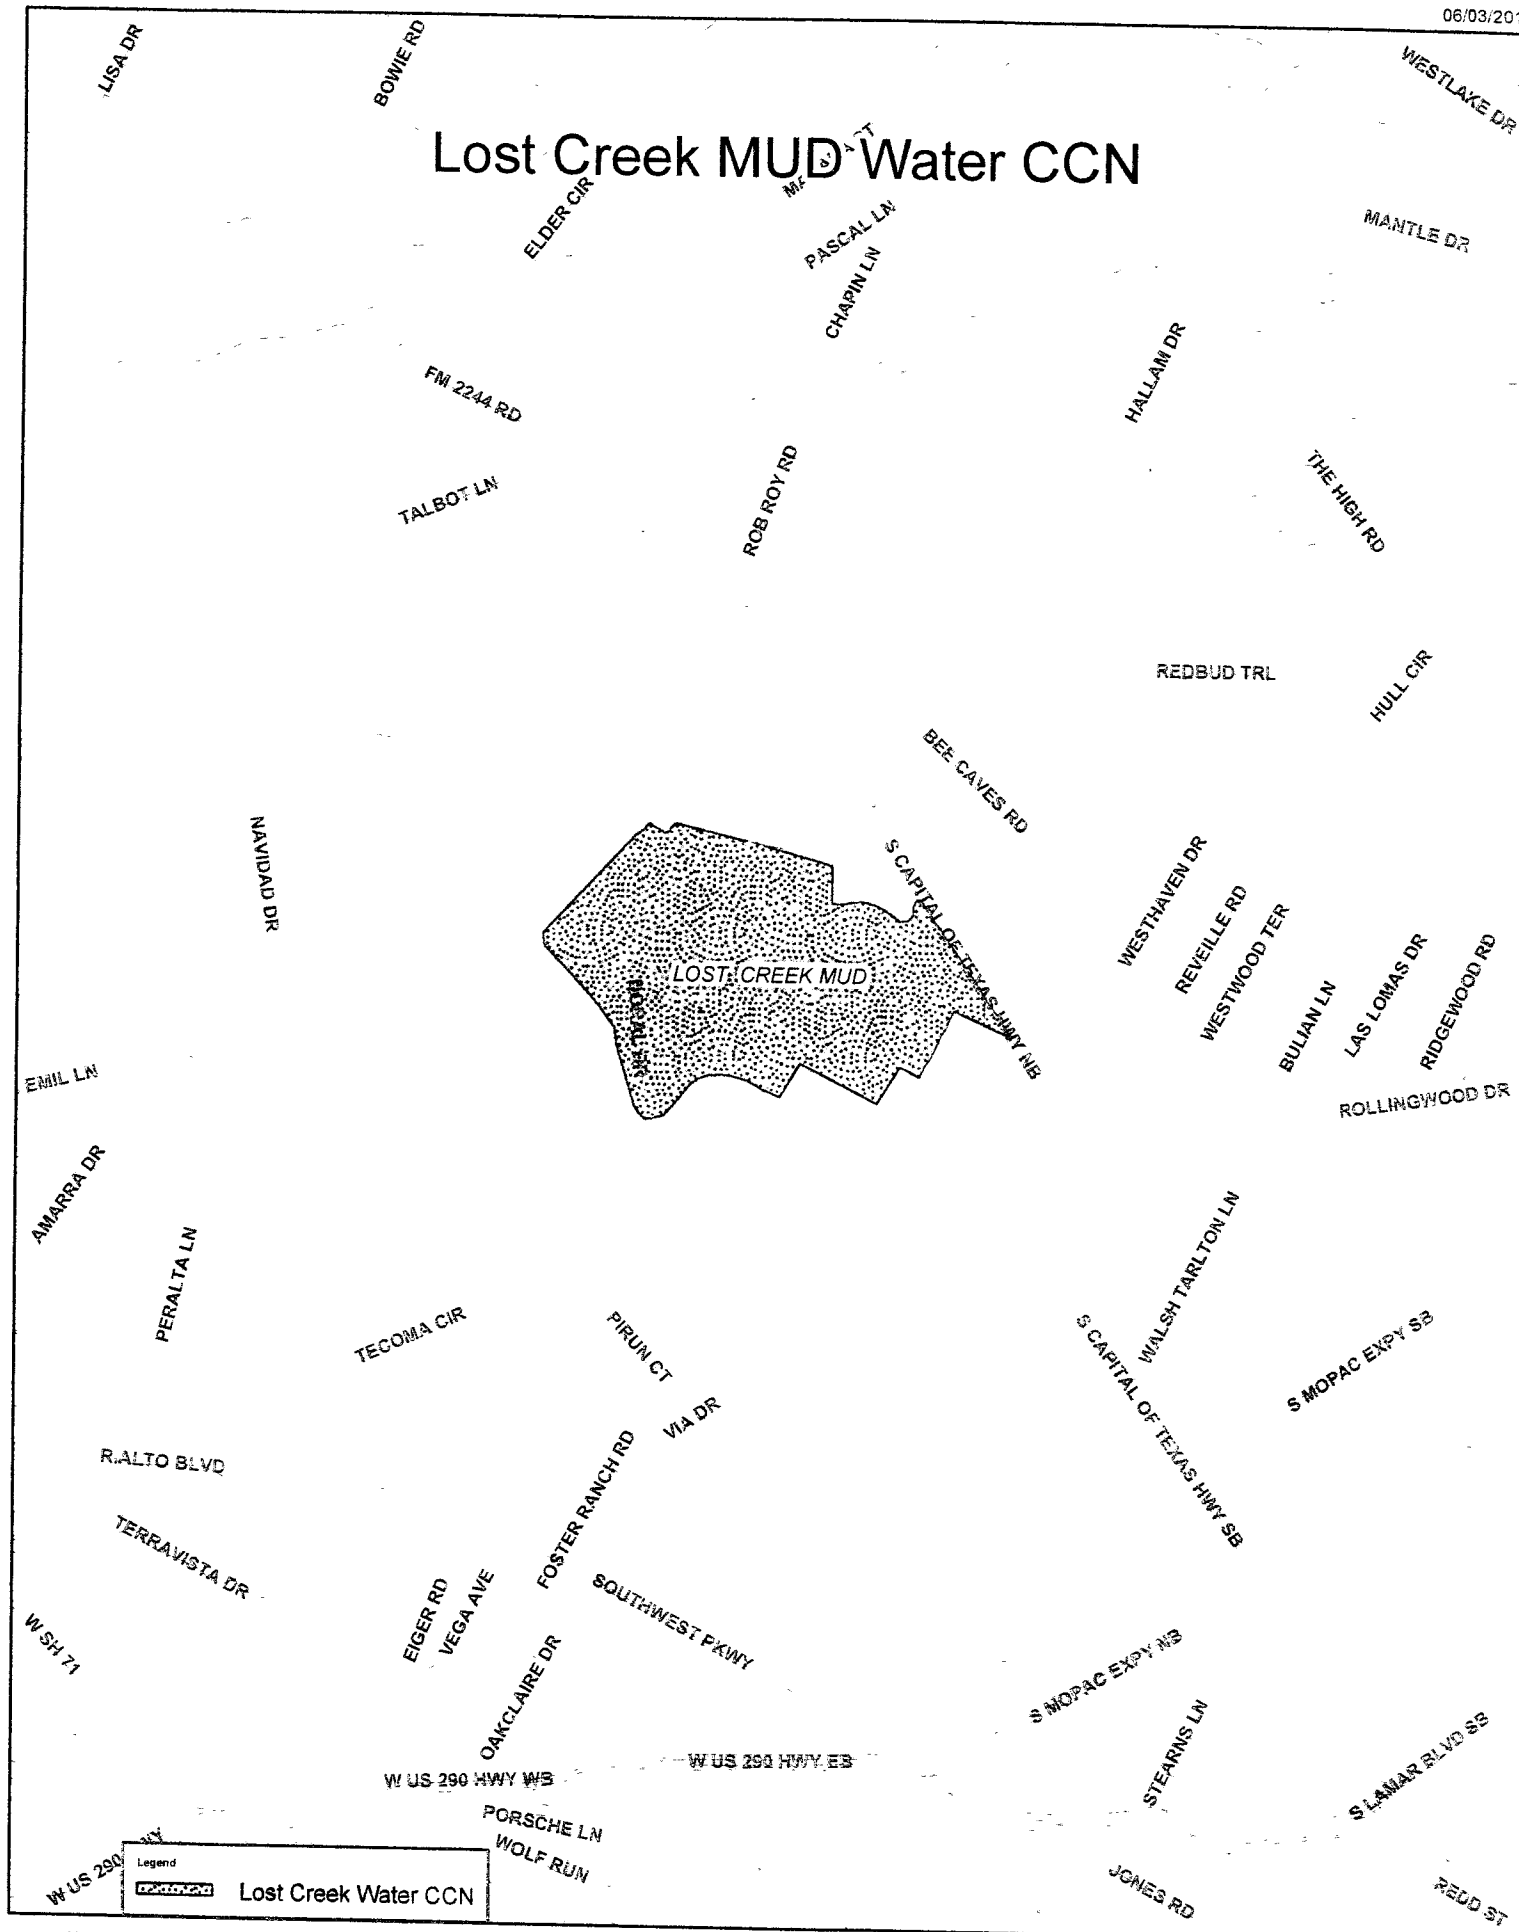 06/03/201
LISA DR
BOWIE RD
WESTLAKE DR
Lost Creek MUD Water CCN
ELDER CIR
PASCAL LN
MANTLE DR
CHAPIN LN
HALLAM DR
FM 2244 RD
TALBOT LN
ROB ROY RD
THE HIGH RD
REDBUD TRL
HULL CIR
BEE CAVES RD
NAVIDAD DR
S CAPITAL OF TEXAS HWY NB
WESTHAVEN DR
REVEILLE RD
WESTWOOD TER
LOST CREEK MUD
BULIAN LN
LAS LOMAS DR
RIDGEWOOD RD
EMIL LN
ROLLINGWOOD DR
AMARRA DR
PERALTA LN
WALSH TARLTON LN
TECOMA CIR
PIRUN CT
S CAPITAL OF TEXAS HWY SB
S MOPAC EXPY SB
VIA DR
RIALTO BLVD
FOSTER RANCH RD
TERRAVISTA DR
EIGER RD
VEGA AVE
SOUTHWEST PKWY
W SH 71
OAKCLAIRE DR
S MOPAC EXPY NB
STEARNS LN
S LAMAR BLVD SB
W US 290 HWY EB
W US 290 HWY WB
PORSCHE LN
WOLF RUN
W US 290
Legend
Lost Creek Water CCN
JONES RD
REDD ST